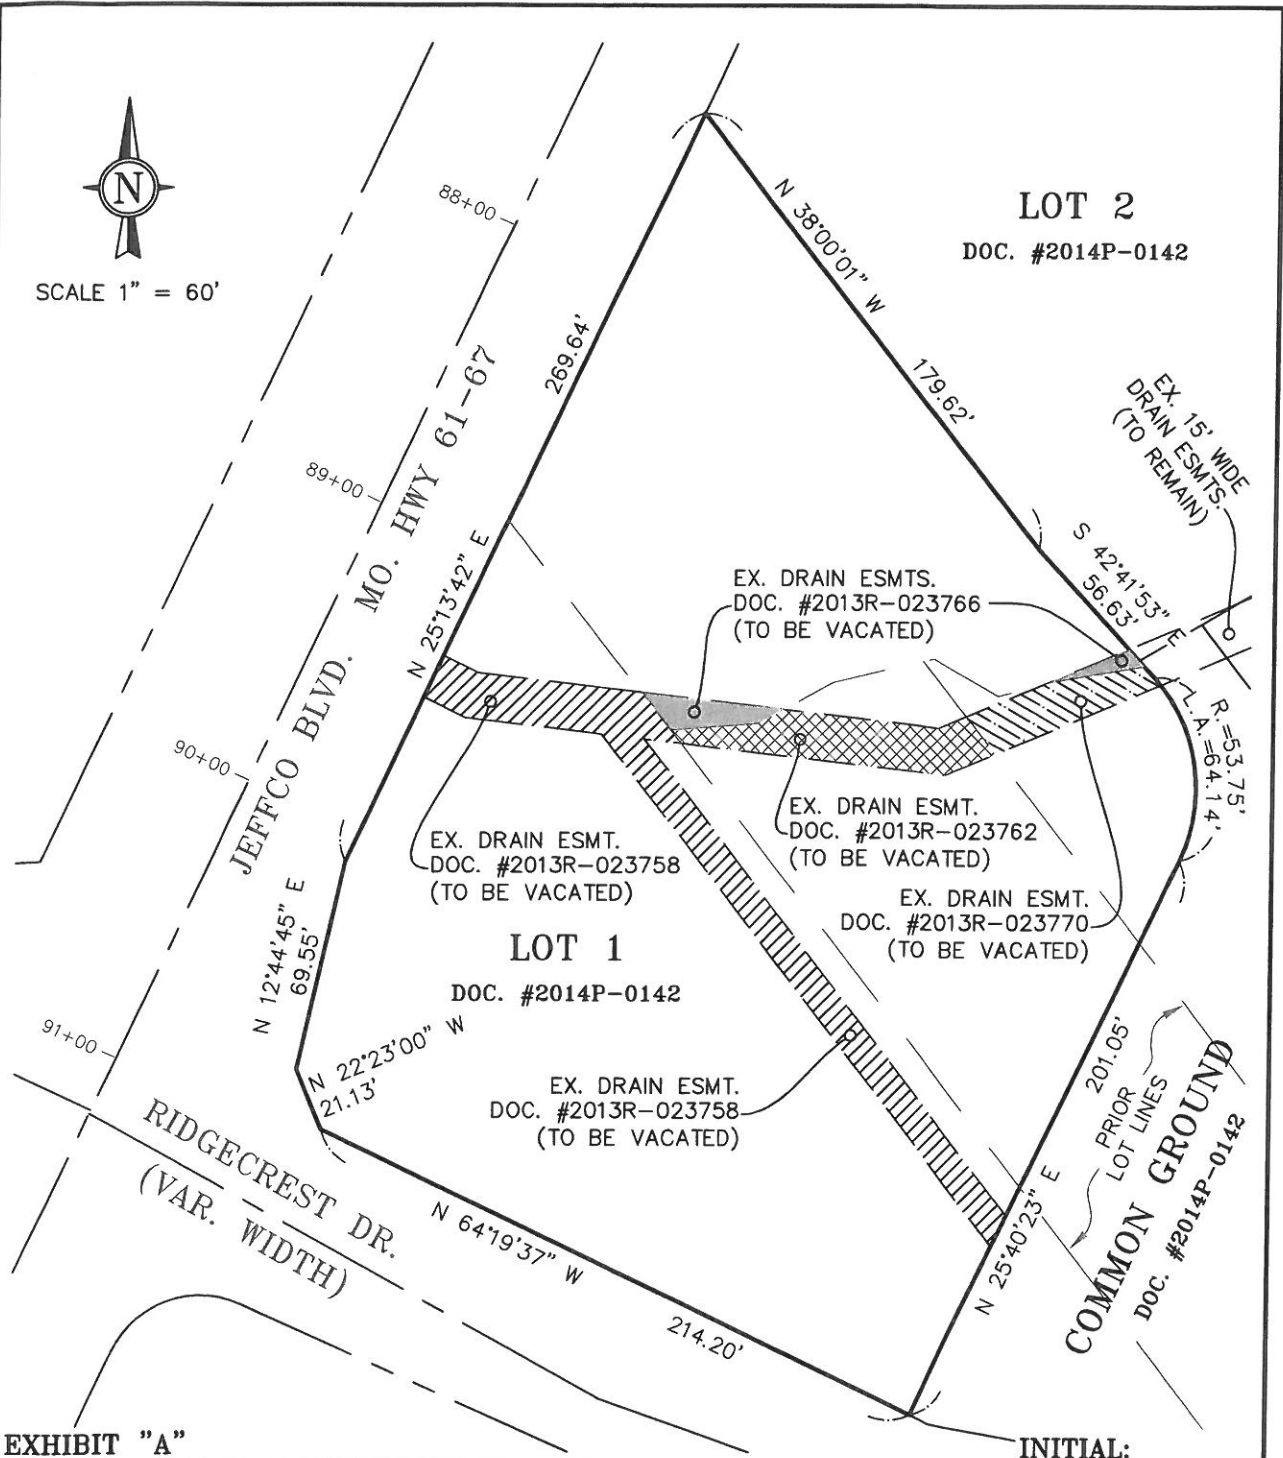 N
SCALE 1" = 60'
88+00
89+00
90+00
91+00
JEFFCO BLVD. MO. HWY 61-67
N 25°13'42" E
269.64'
N 38°00'01" W
179.62'
LOT 2
DOC. #2014P-0142
EX. 15' WIDE
DRAIN ESMTS.
(TO REMAIN)
S 42°41'53" E
56.63'
EX. DRAIN ESMTS.
DOC. #2013R-023766
(TO BE VACATED)
R.=53.75'
L.A.=64.14'
EX. DRAIN ESMT.
DOC. #2013R-023762
(TO BE VACATED)
EX. DRAIN ESMT.
DOC. #2013R-023758
(TO BE VACATED)
EX. DRAIN ESMT.
DOC. #2013R-023770
(TO BE VACATED)
LOT 1
DOC. #2014P-0142
N 12°44'45" E
69.55'
N 22°23'00" W
21.13'
EX. DRAIN ESMT.
DOC. #2013R-023758
(TO BE VACATED)
201.05'
N 25°40'23" E
PRIOR
LOT LINES
COMMON GROUND
DOC. #2014P-0142
RIDGECREST DR.
(VAR. WIDTH)
N 64°19'37" W
214.20'
EXHIBIT "A"
INITIAL: